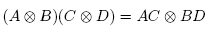 (A ⊗ B)(C ⊗ D) = AC ⊗ BD